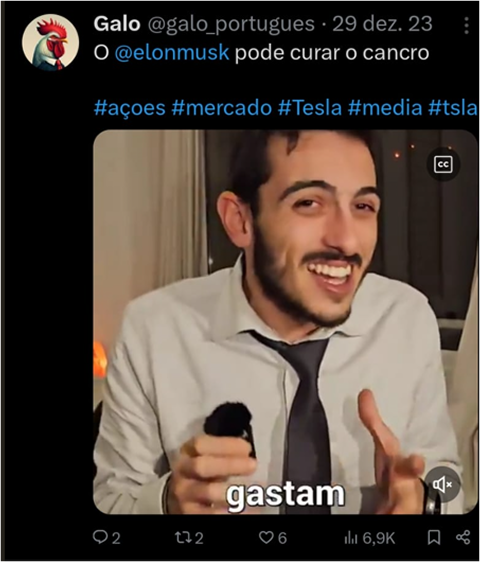 Galo @galo_portugues · 29 dez. 23
O @elonmusk pode curar o cancro
#açoes #mercado #Tesla #media #tsla
CC
gastam
2 2 6 6,9K